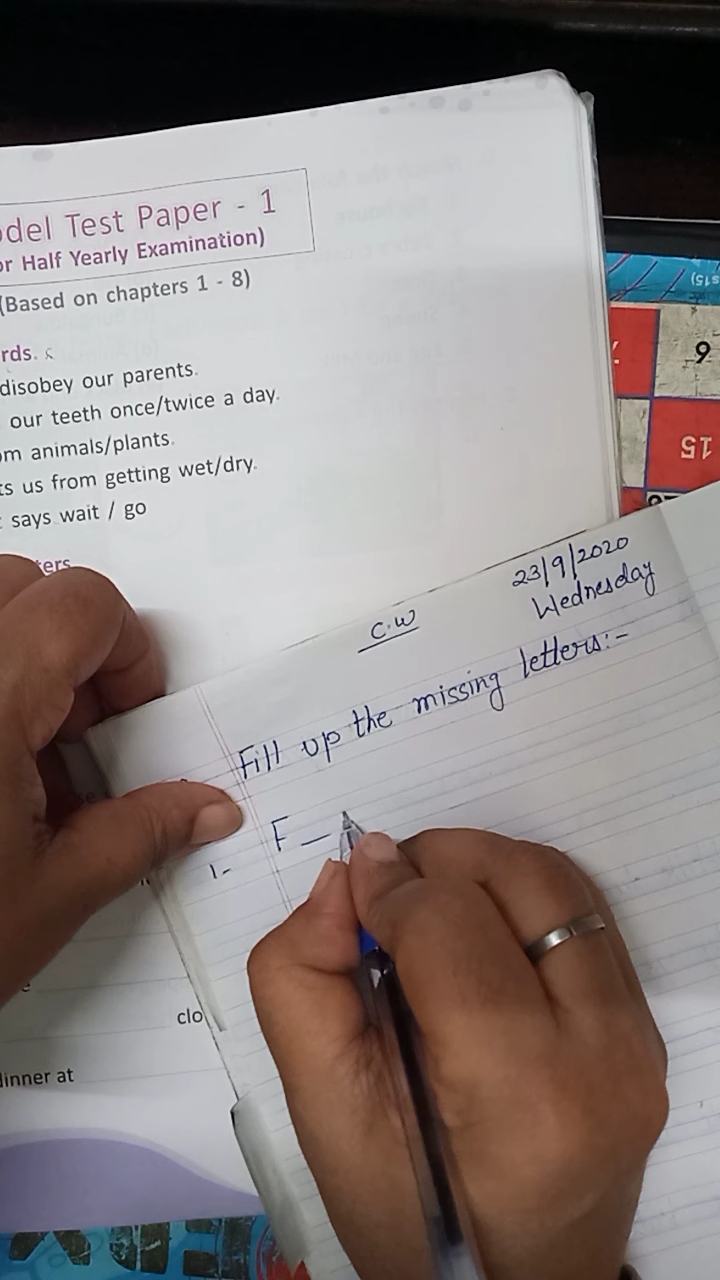 odel Test Paper - 1
or Half Yearly Examination)
(Based on chapters 1 - 8)
rds.
disobey our parents.
our teeth once/twice a day.
om animals/plants.
ts us from getting wet/dry.
says wait / go
ters
6
15
C.W
23/9/2020
Wednesday
Fill up the missing letters:-
1- F _
clo
dinner at